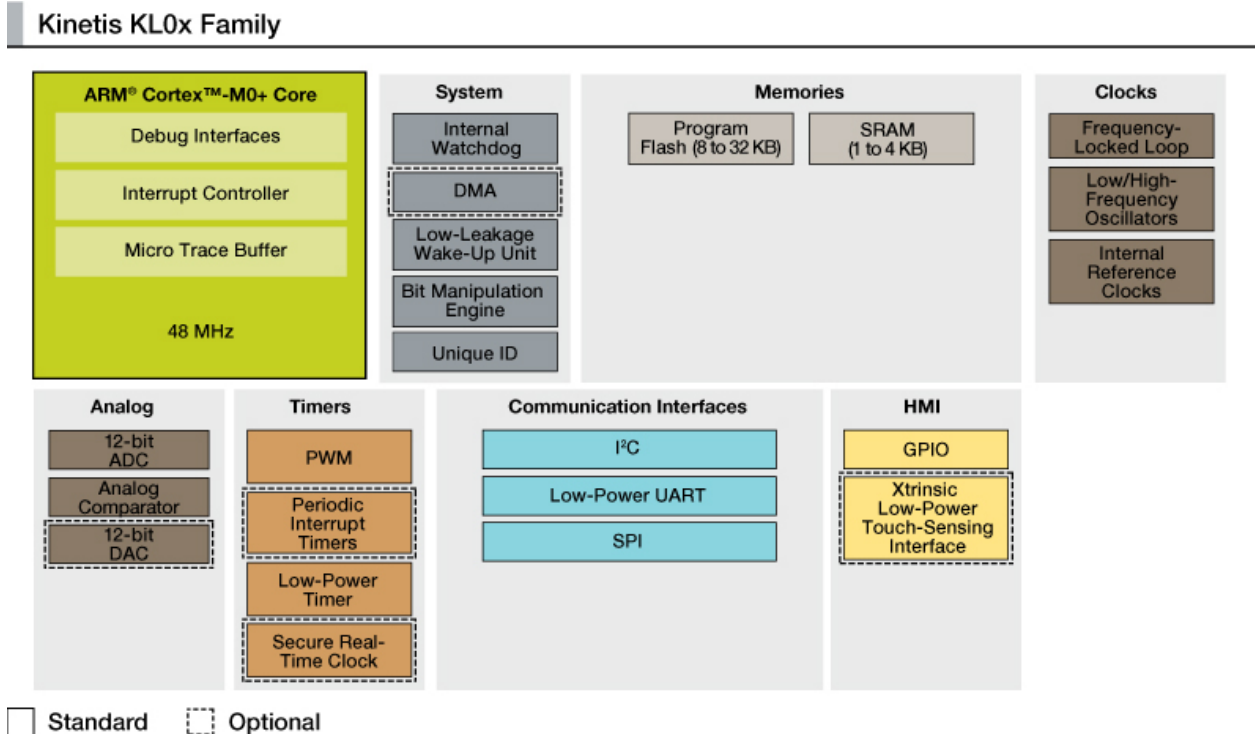 Kinetis KL0x Family
ARM® Cortex™-M0+ Core
Debug Interfaces
Interrupt Controller
Micro Trace Buffer
48 MHz
System
Internal
Watchdog
DMA
Low-Leakage
Wake-Up Unit
Bit Manipulation
Engine
Unique ID
Memories
Program
Flash (8 to 32 KB)
SRAM
(1 to 4 KB)
Clocks
Frequency-
Locked Loop
Low/High-
Frequency
Oscillators
Internal
Reference
Clocks
Analog
12-bit
ADC
Analog
Comparator
12-bit
DAC
Timers
PWM
Periodic
Interrupt
Timers
Low-Power
Timer
Secure Real-
Time Clock
Communication Interfaces
I²C
Low-Power UART
SPI
HMI
GPIO
Xtrinsic
Low-Power
Touch-Sensing
Interface
Standard
Optional